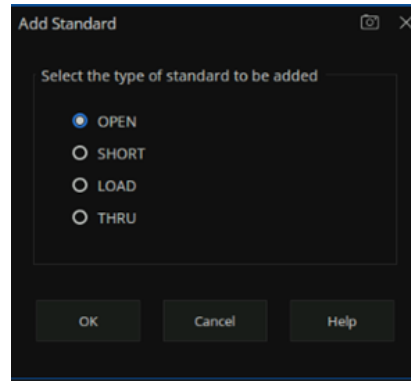 Add Standard
Select the type of standard to be added
OPEN
SHORT
LOAD
THRU
OK Cancel Help